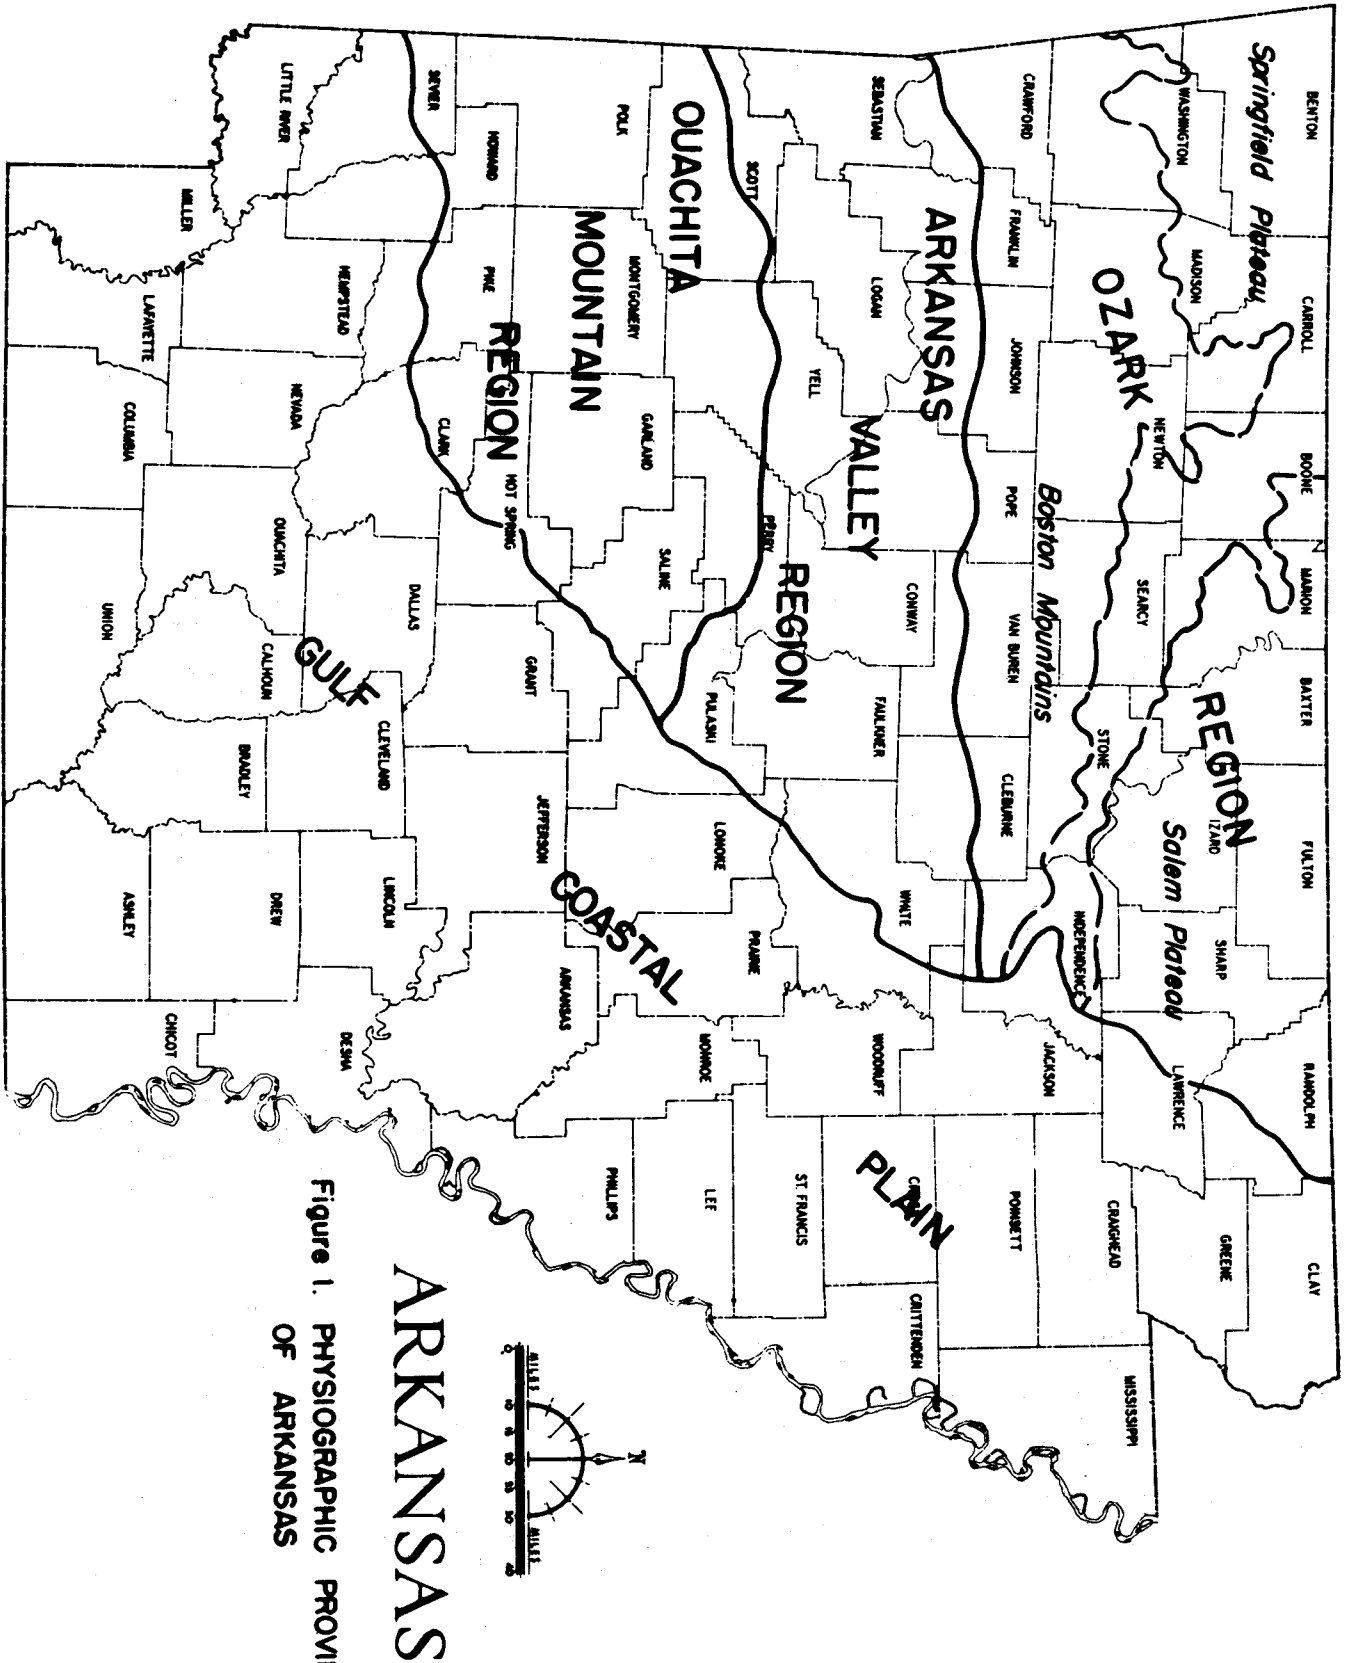 BENTON
CARROLL
BOONE
MARION
BAXTER
FULTON
RANDOLPH
CLAY
Springfield Plateau
WASHINGTON
MADISON
NEWTON
SEARCY
STONE
IZARD
SHARP
LAWRENCE
GREENE
OZARK
REGION
Salem Plateau
INDEPENDENCE
CRAIGHEAD
MISSISSIPPI
Boston Mountains
CRAWFORD
FRANKLIN
JOHNSON
POPE
VAN BUREN
CLEBURNE
JACKSON
POINSETT
ARKANSAS
VALLEY
REGION
SEBASTIAN
LOGAN
CONWAY
FAULKNER
WHITE
WOODRUFF
PLAIN
CRITTENDEN
SCOTT
YELL
PERRY
PULASKI
LONOKE
PRAIRIE
MONROE
ST. FRANCIS
LEE
OUACHITA
MOUNTAIN
REGION
POLK
MONTGOMERY
GARLAND
SALINE
PHILLIPS
HOWARD
PIKE
HOT SPRING
GRANT
JEFFERSON
ARKANSAS
GULF
COASTAL
SEVIER
CLARK
DALLAS
CLEVELAND
LINCOLN
DESHA
LITTLE RIVER
HEMPSTEAD
NEVADA
OUACHITA
CALHOUN
BRADLEY
DREW
CHICOT
MILLER
LAFAYETTE
COLUMBIA
UNION
ASHLEY
N
MILES
MILES
ARKANSAS
Figure 1. PHYSIOGRAPHIC PROVI
OF ARKANSAS